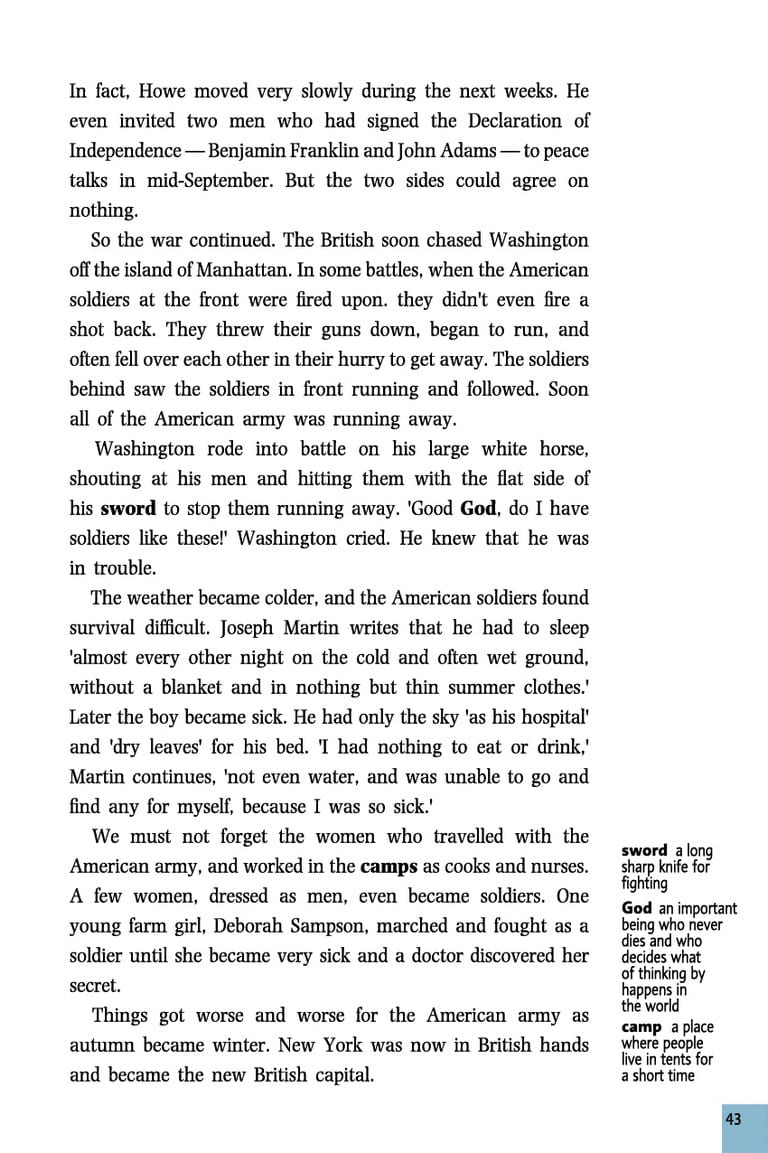 In fact, Howe moved very slowly during the next weeks. He
even invited two men who had signed the Declaration of
Independence — Benjamin Franklin and John Adams — to peace
talks in mid-September. But the two sides could agree on
nothing.
So the war continued. The British soon chased Washington
off the island of Manhattan. In some battles, when the American
soldiers at the front were fired upon. they didn't even fire a
shot back. They threw their guns down, began to run, and
often fell over each other in their hurry to get away. The soldiers
behind saw the soldiers in front running and followed. Soon
all of the American army was running away.
Washington rode into battle on his large white horse,
shouting at his men and hitting them with the flat side of
his sword to stop them running away. 'Good God, do I have
soldiers like these!' Washington cried. He knew that he was
in trouble.
The weather became colder, and the American soldiers found
survival difficult. Joseph Martin writes that he had to sleep
'almost every other night on the cold and often wet ground,
without a blanket and in nothing but thin summer clothes.'
Later the boy became sick. He had only the sky 'as his hospital'
and 'dry leaves' for his bed. 'I had nothing to eat or drink,'
Martin continues, 'not even water, and was unable to go and
find any for myself, because I was so sick.'
We must not forget the women who travelled with the
American army, and worked in the camps as cooks and nurses.
A few women, dressed as men, even became soldiers. One
young farm girl, Deborah Sampson, marched and fought as a
soldier until she became very sick and a doctor discovered her
secret.
Things got worse and worse for the American army as
autumn became winter. New York was now in British hands
and became the new British capital.
sword a long
sharp knife for
fighting
God an important
being who never
dies and who
decides what
of thinking by
happens in
the world
camp a place
where people
live in tents for
a short time
43